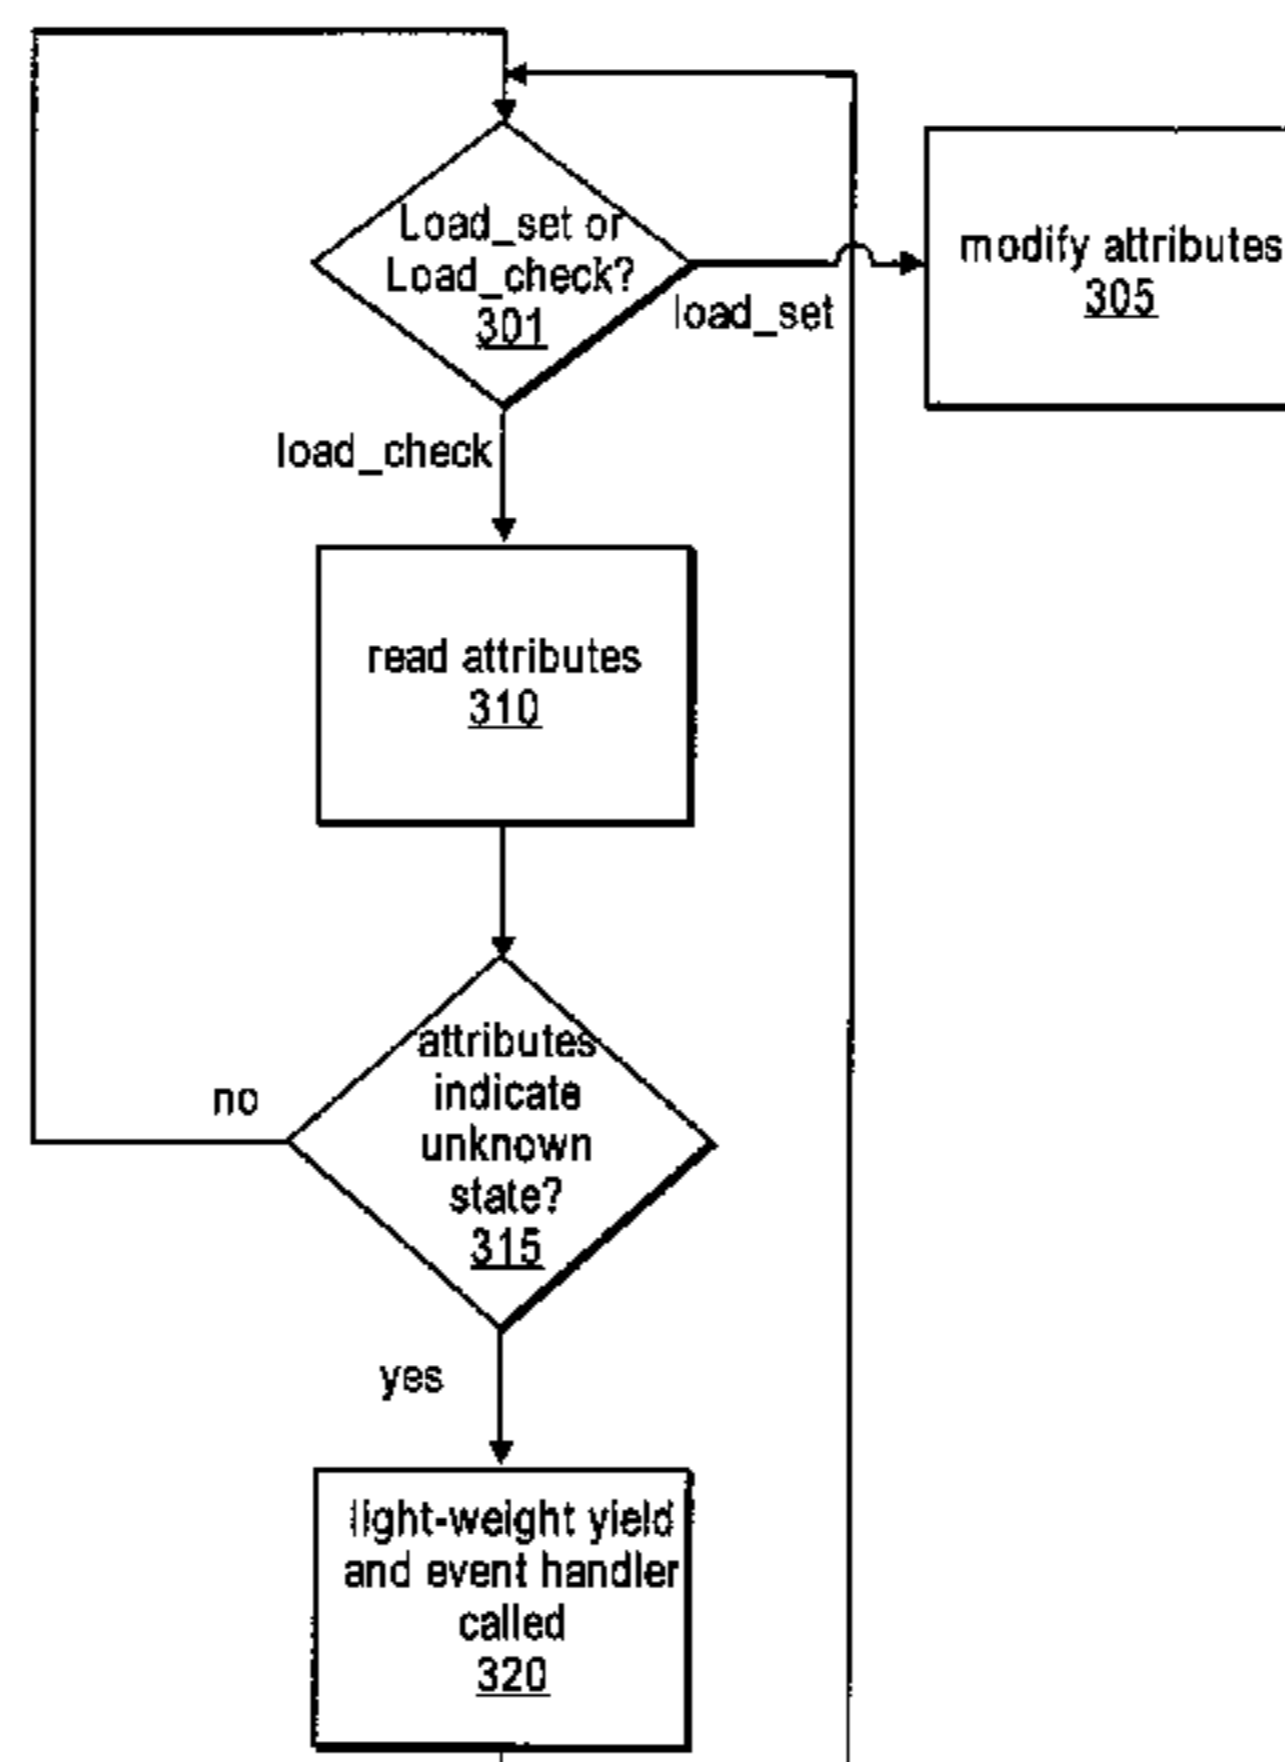 Load_set or
Load_check?
301
load_set
modify attributes
305
load_check
read attributes
310
attributes
indicate
unknown
state?
315
no
yes
light-weight yield
and event handler
called
320